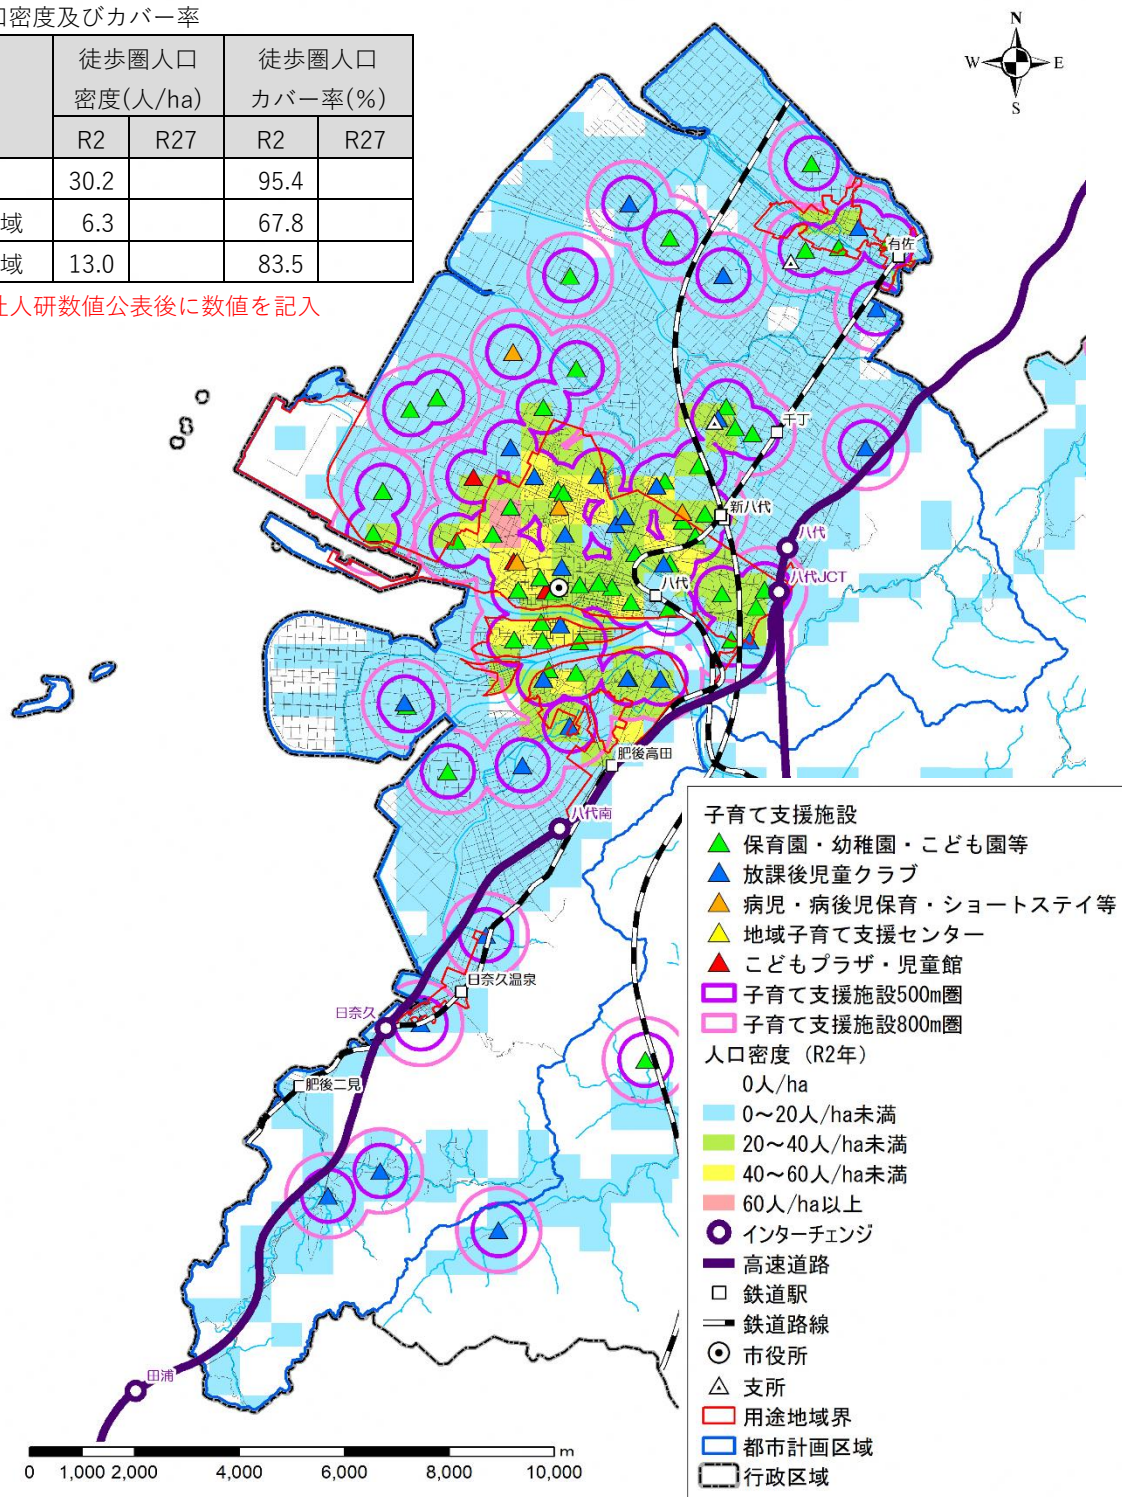 口密度及びカバー率
徒歩圏人口
密度(人/ha)
徒歩圏人口
カバー率(%)
R2 R27 R2 R27
30.2 95.4
域 6.3 67.8
域 13.0 83.5
社人研数値公表後に数値を記入
N
W E
S
有佐
千丁
新八代
八代
八代JCT
八代
肥後高田
八代南
日奈久温泉
日奈久
肥後二見
田浦
子育て支援施設
保育園・幼稚園・こども園等
放課後児童クラブ
病児・病後児保育・ショートステイ等
地域子育て支援センター
こどもプラザ・児童館
子育て支援施設500m圏
子育て支援施設800m圏
人口密度（R2年）
0人/ha
0～20人/ha未満
20～40人/ha未満
40～60人/ha未満
60人/ha以上
インターチェンジ
高速道路
鉄道駅
鉄道路線
市役所
支所
用途地域界
都市計画区域
行政区域
m
0 1,000 2,000 4,000 6,000 8,000 10,000